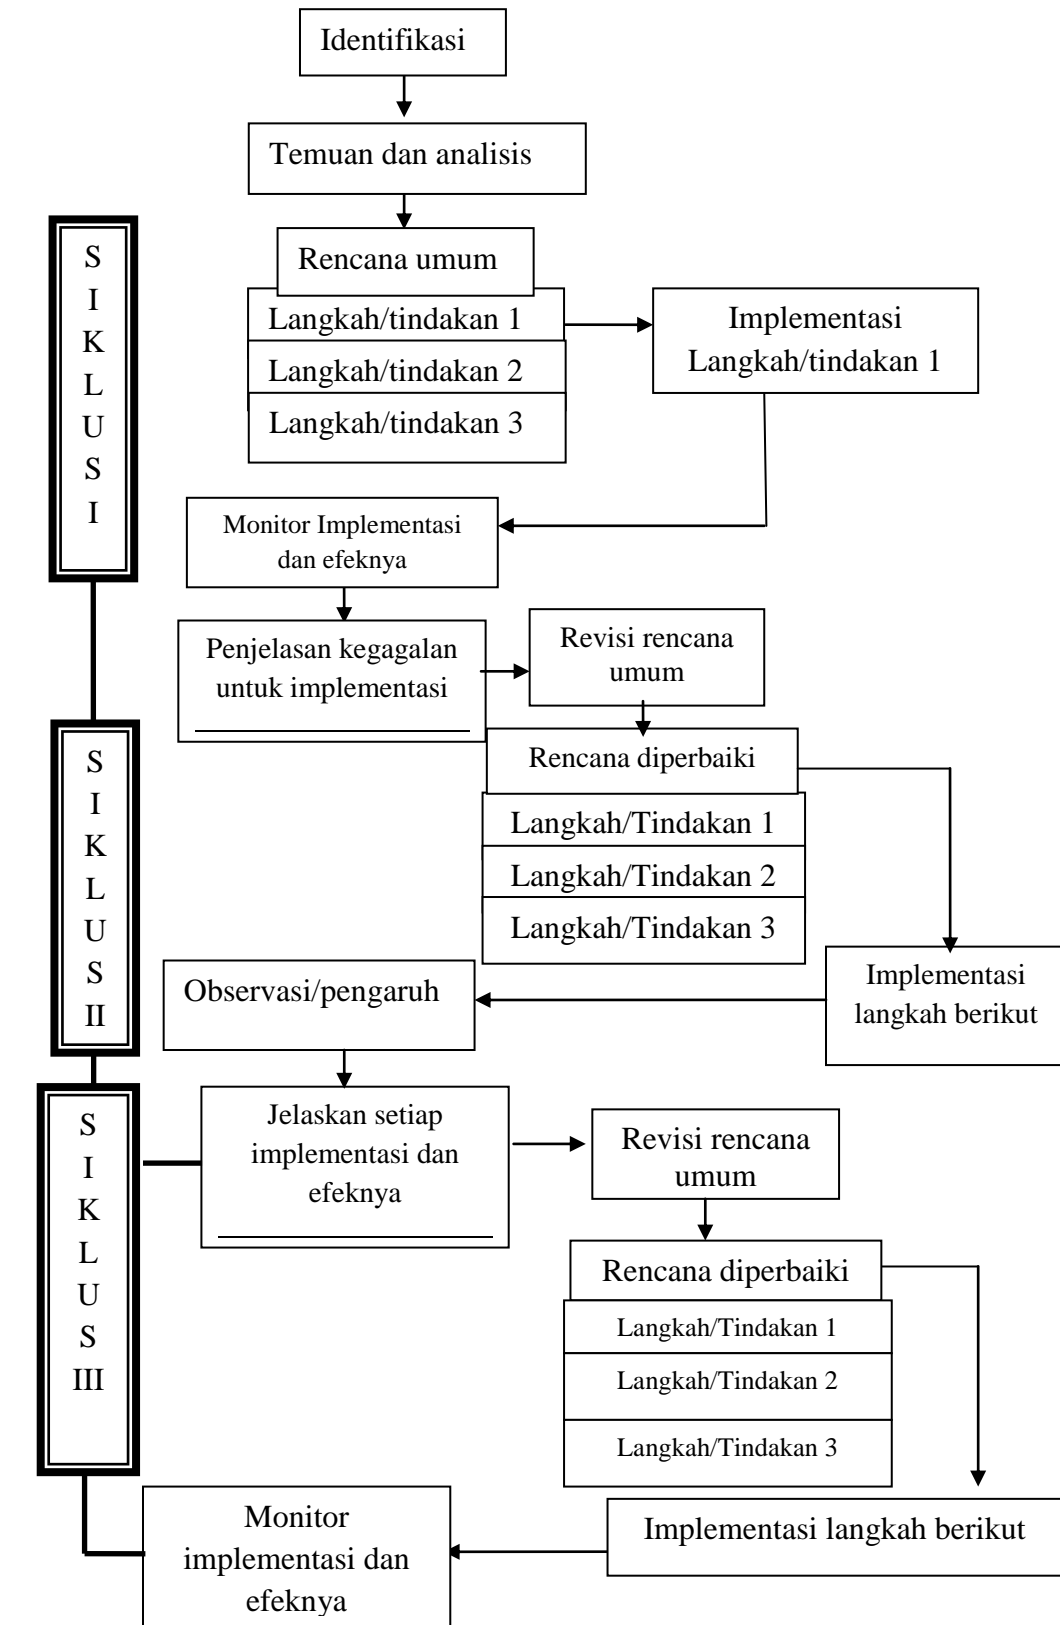 Identifikasi
Temuan dan analisis
S
I
K
L
U
S
I
Rencana umum
Langkah/tindakan 1
Langkah/tindakan 2
Langkah/tindakan 3
Implementasi
Langkah/tindakan 1
Monitor Implementasi
dan efeknya
Penjelasan kegagalan
untuk implementasi
Revisi rencana
umum
S
I
K
L
U
S
II
Rencana diperbaiki
Langkah/Tindakan 1
Langkah/Tindakan 2
Langkah/Tindakan 3
Implementasi
langkah berikut
Observasi/pengaruh
S
I
K
L
U
S
III
Jelaskan setiap
implementasi dan
efeknya
Revisi rencana
umum
Rencana diperbaiki
Langkah/Tindakan 1
Langkah/Tindakan 2
Langkah/Tindakan 3
Implementasi langkah berikut
Monitor
implementasi dan
efeknya